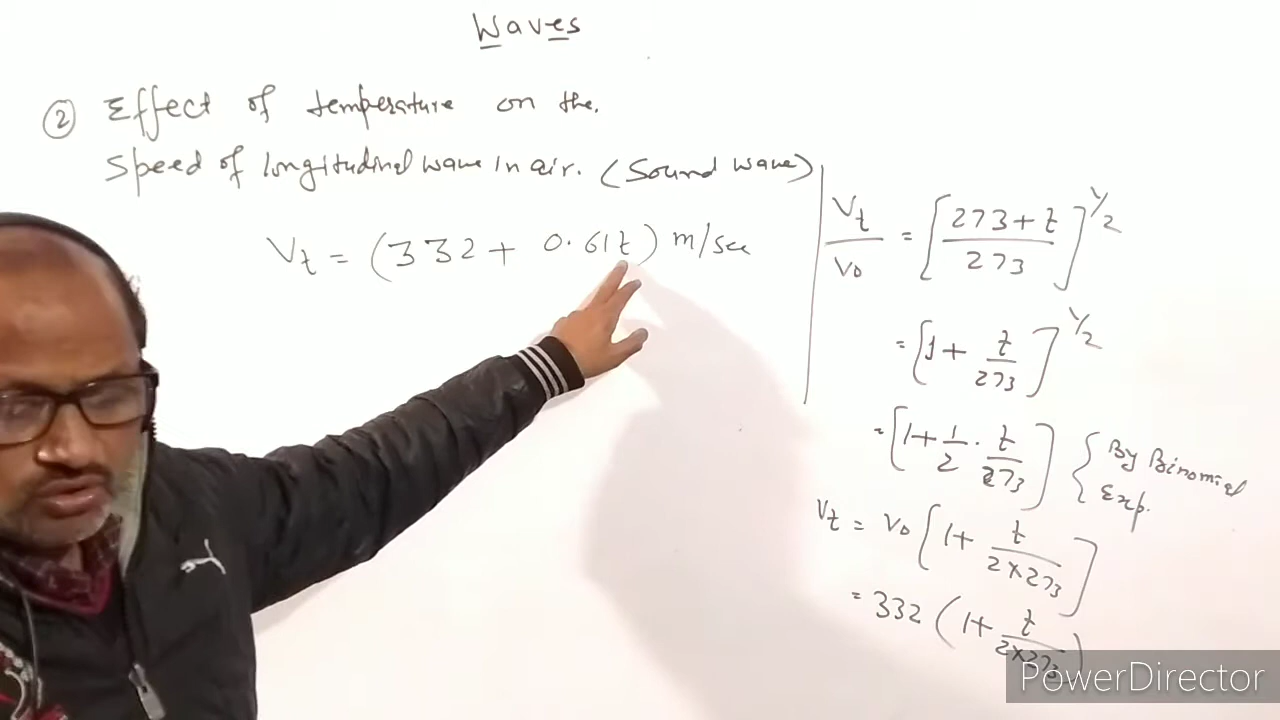 Waves
② Effect of temperature on the.
Speed of longitudinal wave in air. (Sound wave)
Vt = (332 + 0.61t) m/sec
Vt/V0 = [(273+t)/273]^1/2
= [1 + t/273]^1/2
= [1 + 1/2 · t/273] { By Binomial
Exp.
Vt = V0 [1 + t/(2×273)]
= 332 (1 + t/(2×273))
PowerDirector